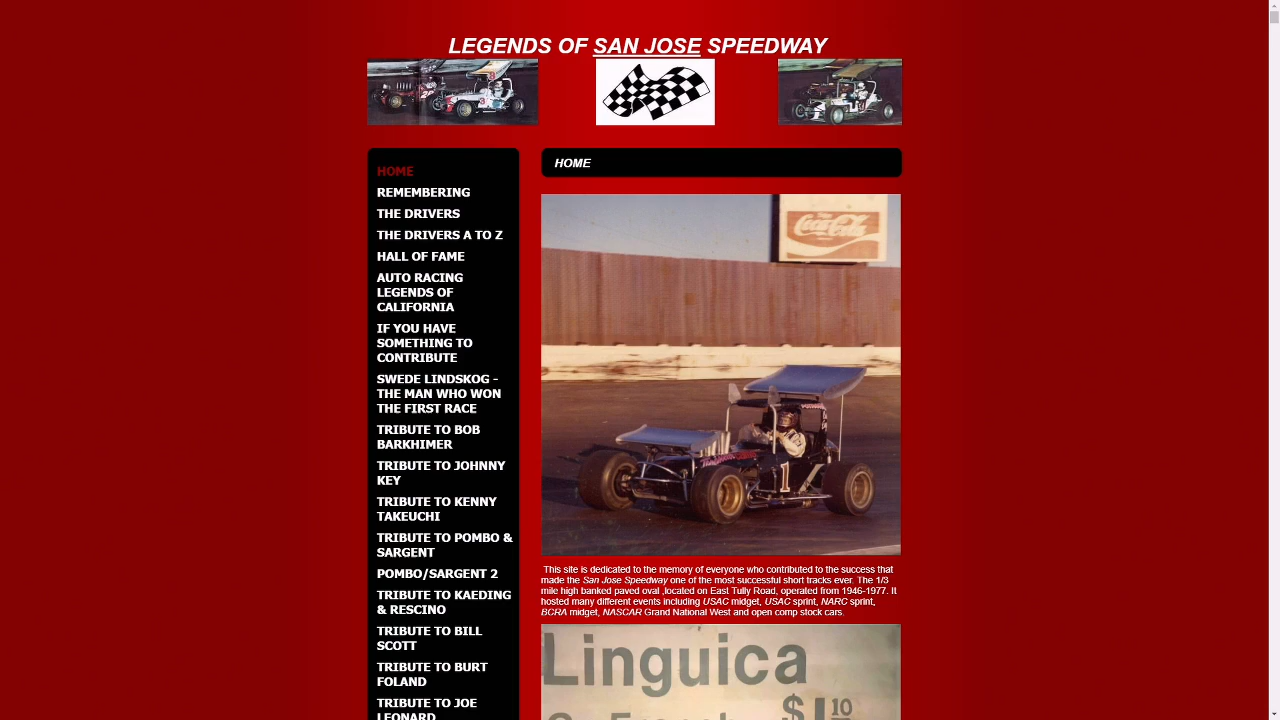 LEGENDS OF SAN JOSE SPEEDWAY
HOME
REMEMBERING
THE DRIVERS
THE DRIVERS A TO Z
HALL OF FAME
AUTO RACING
LEGENDS OF
CALIFORNIA
IF YOU HAVE
SOMETHING TO
CONTRIBUTE
SWEDE LINDSKOG -
THE MAN WHO WON
THE FIRST RACE
TRIBUTE TO BOB
BARKHIMER
TRIBUTE TO JOHNNY
KEY
TRIBUTE TO KENNY
TAKEUCHI
TRIBUTE TO POMBO &
SARGENT
POMBO/SARGENT 2
TRIBUTE TO KAEDING
& RESCINO
TRIBUTE TO BILL
SCOTT
TRIBUTE TO BURT
FOLAND
TRIBUTE TO JOE
LEONARD
HOME
Coca-Cola
1
This site is dedicated to the memory of everyone who contributed to the success that
made the San Jose Speedway one of the most successful short tracks ever. The 1/3
mile high banked paved oval ,located on East Tully Road, operated from 1946-1977. It
hosted many different events including USAC midget, USAC sprint, NARC sprint,
BCRA midget, NASCAR Grand National West and open comp stock cars.
Linguica
$1 10